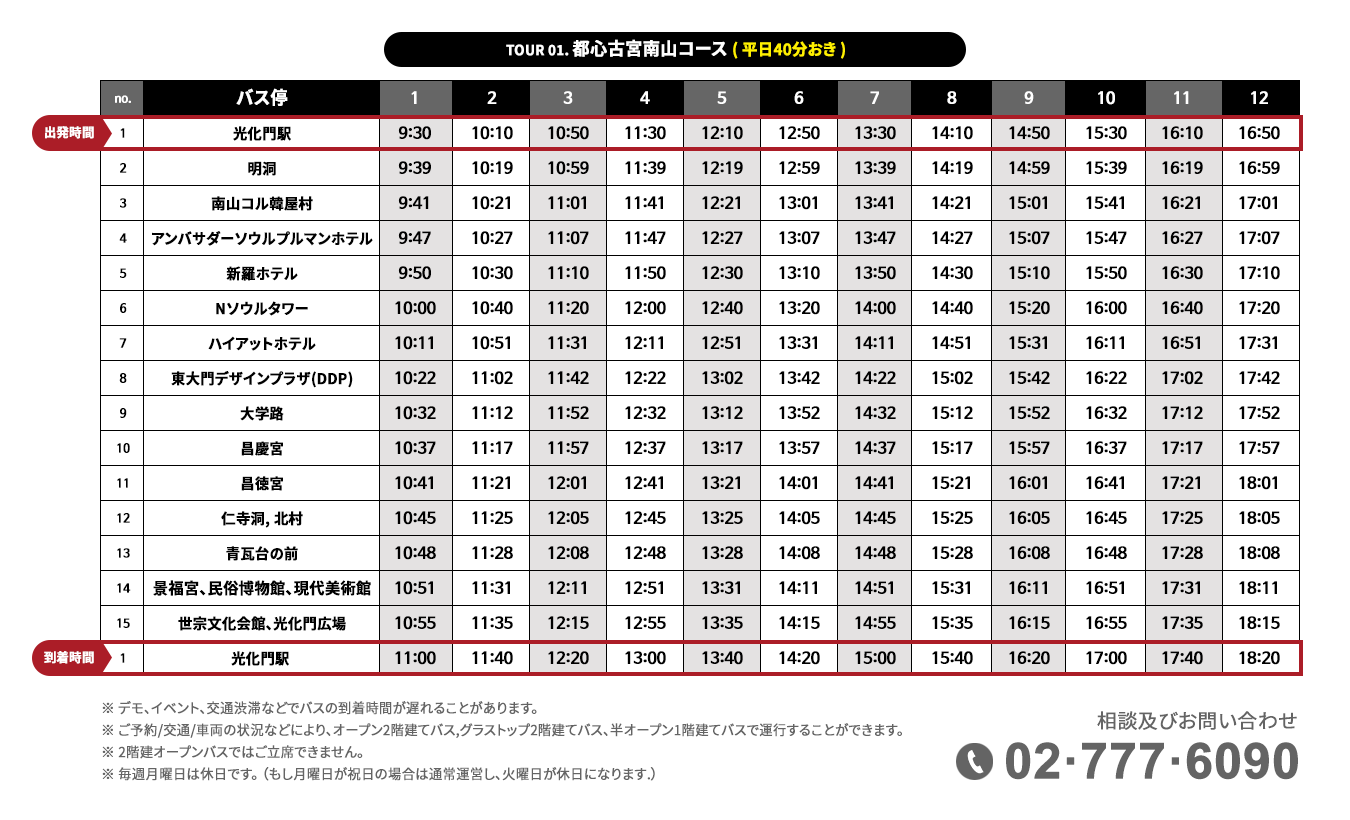 TOUR 01. 都心古宮南山コース ( 平日40分おき )
no. バス停 1 2 3 4 5 6 7 8 9 10 11 12
出発時間 1 光化門駅 9:30 10:10 10:50 11:30 12:10 12:50 13:30 14:10 14:50 15:30 16:10 16:50
2 明洞 9:39 10:19 10:59 11:39 12:19 12:59 13:39 14:19 14:59 15:39 16:19 16:59
3 南山コル韓屋村 9:41 10:21 11:01 11:41 12:21 13:01 13:41 14:21 15:01 15:41 16:21 17:01
4 アンバサダーソウルプルマンホテル 9:47 10:27 11:07 11:47 12:27 13:07 13:47 14:27 15:07 15:47 16:27 17:07
5 新羅ホテル 9:50 10:30 11:10 11:50 12:30 13:10 13:50 14:30 15:10 15:50 16:30 17:10
6 Nソウルタワー 10:00 10:40 11:20 12:00 12:40 13:20 14:00 14:40 15:20 16:00 16:40 17:20
7 ハイアットホテル 10:11 10:51 11:31 12:11 12:51 13:31 14:11 14:51 15:31 16:11 16:51 17:31
8 東大門デザインプラザ(DDP) 10:22 11:02 11:42 12:22 13:02 13:42 14:22 15:02 15:42 16:22 17:02 17:42
9 大学路 10:32 11:12 11:52 12:32 13:12 13:52 14:32 15:12 15:52 16:32 17:12 17:52
10 昌慶宮 10:37 11:17 11:57 12:37 13:17 13:57 14:37 15:17 15:57 16:37 17:17 17:57
11 昌徳宮 10:41 11:21 12:01 12:41 13:21 14:01 14:41 15:21 16:01 16:41 17:21 18:01
12 仁寺洞, 北村 10:45 11:25 12:05 12:45 13:25 14:05 14:45 15:25 16:05 16:45 17:25 18:05
13 青瓦台の前 10:48 11:28 12:08 12:48 13:28 14:08 14:48 15:28 16:08 16:48 17:28 18:08
14 景福宮、民俗博物館、現代美術館 10:51 11:31 12:11 12:51 13:31 14:11 14:51 15:31 16:11 16:51 17:31 18:11
15 世宗文化会館、光化門広場 10:55 11:35 12:15 12:55 13:35 14:15 14:55 15:35 16:15 16:55 17:35 18:15
到着時間 1 光化門駅 11:00 11:40 12:20 13:00 13:40 14:20 15:00 15:40 16:20 17:00 17:40 18:20
※ デモ、イベント、交通渋滞などでバスの到着時間が遅れることがあります。
※ ご予約/交通/車両の状況などにより、オープン2階建てバス,グラストップ2階建てバス、半オープン1階建てバスで運行することができます。
※ 2階建オープンバスではご立席できません。
※ 毎週月曜日は休日です。（もし月曜日が祝日の場合は通常運営し、火曜日が休日になります.）
相談及びお問い合わせ
02·777·6090